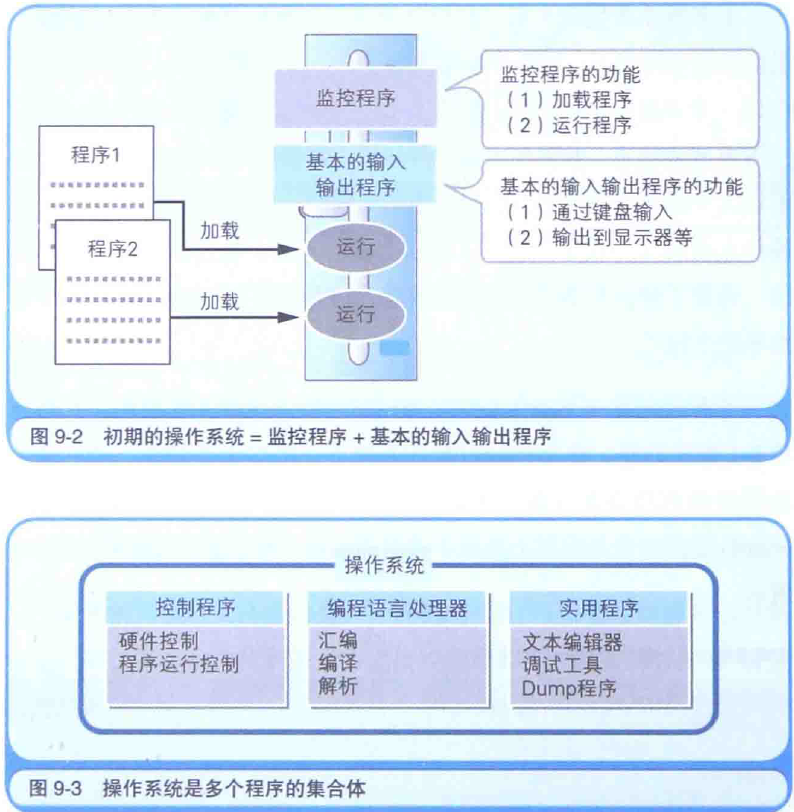 监控程序
监控程序的功能
（1）加载程序
（2）运行程序
程序1
基本的输入
输出程序
基本的输入输出程序的功能
（1）通过键盘输入
（2）输出到显示器等
程序2
加载
运行
加载
运行
图 9-2 初期的操作系统 = 监控程序 + 基本的输入输出程序
操作系统
控制程序
硬件控制
程序运行控制
编程语言处理器
汇编
编译
解析
实用程序
文本编辑器
调试工具
Dump程序
图 9-3 操作系统是多个程序的集合体